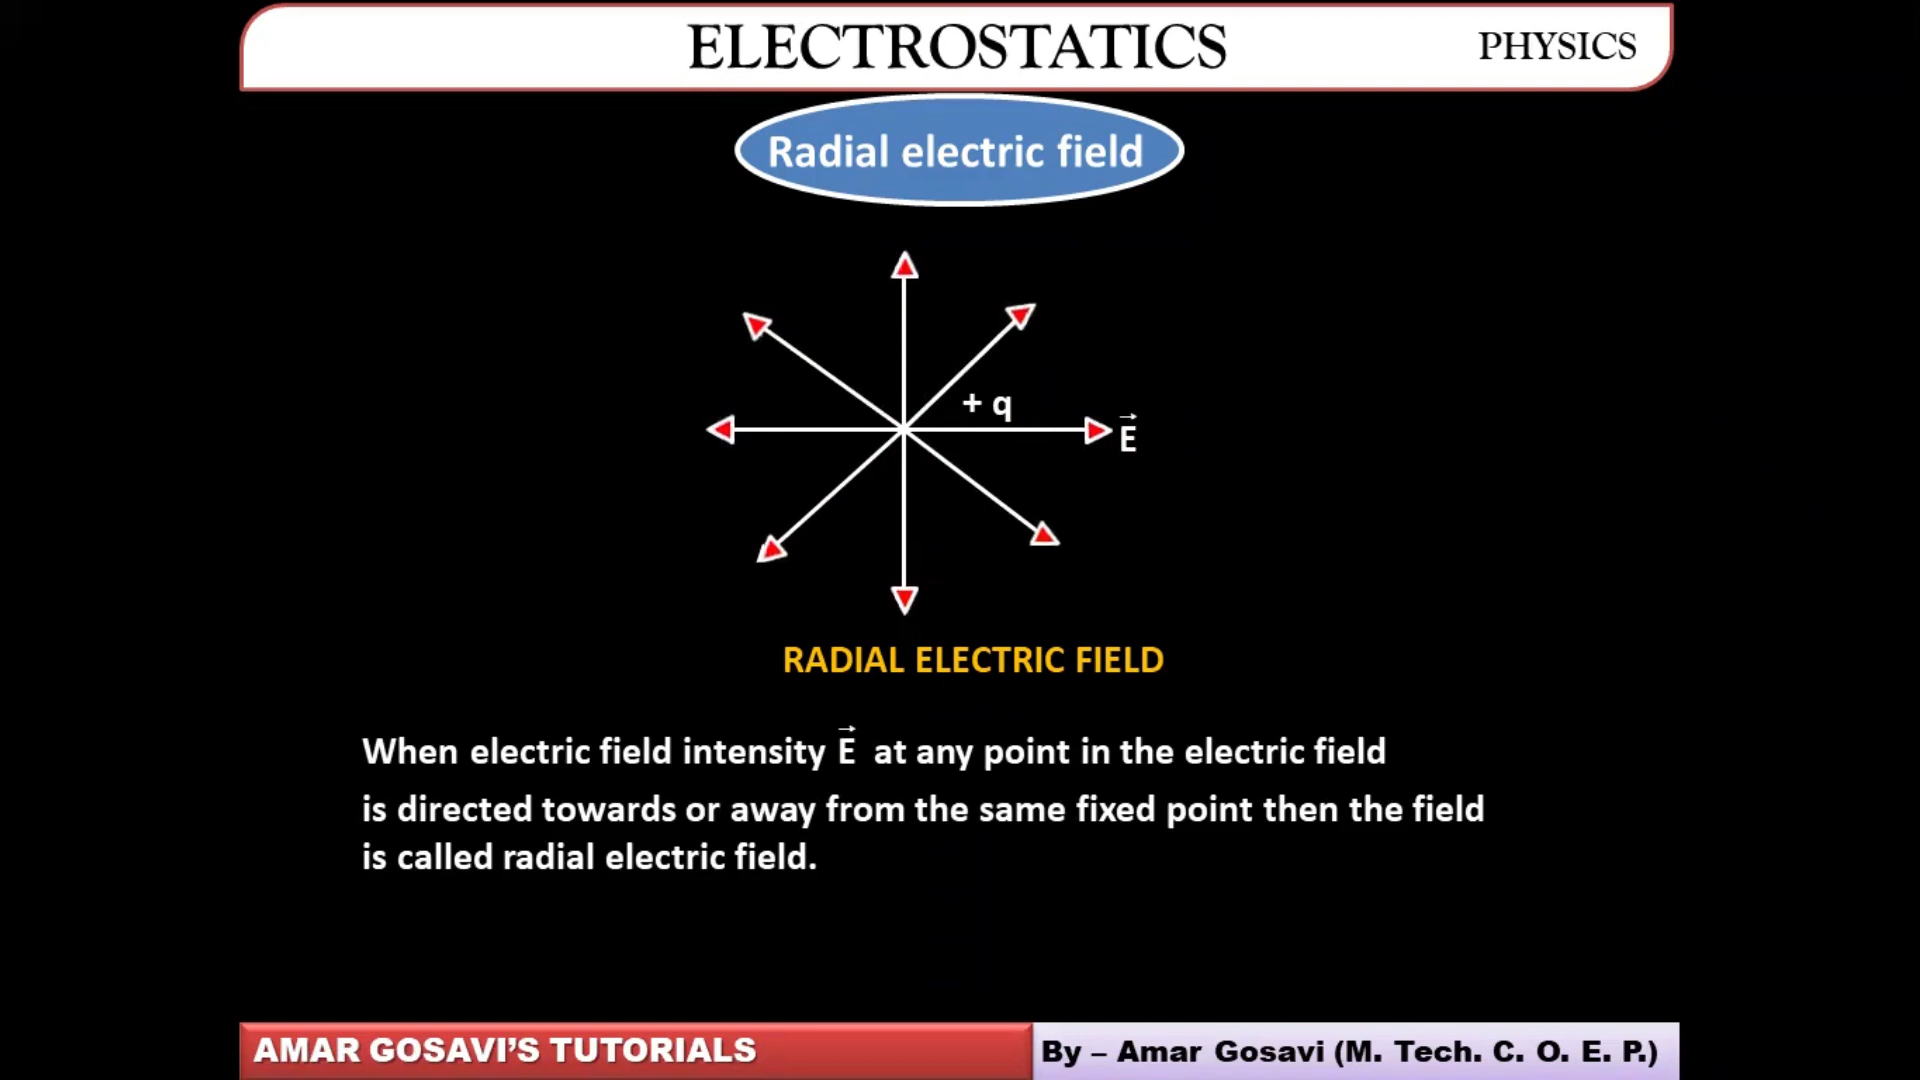 ELECTROSTATICS
PHYSICS
Radial electric field
+ q
E⃗
RADIAL ELECTRIC FIELD
When electric field intensity E⃗ at any point in the electric field
is directed towards or away from the same fixed point then the field
is called radial electric field.
AMAR GOSAVI’S TUTORIALS
By – Amar Gosavi (M. Tech. C. O. E. P.)